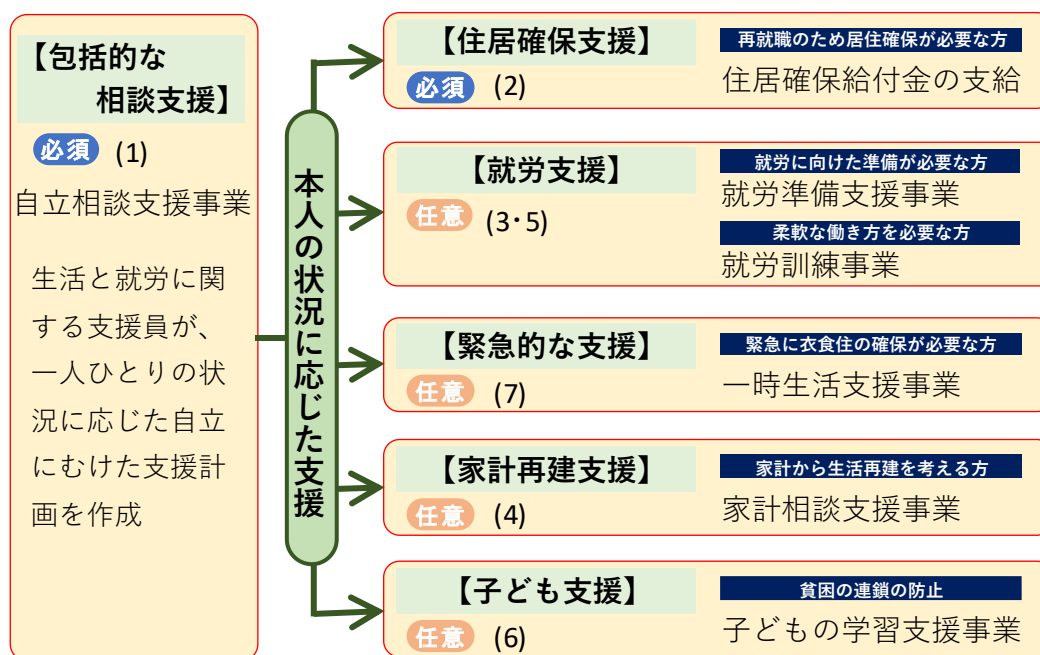 【包括的な
相談支援】
必須 (1)
自立相談支援事業
生活と就労に関
する支援員が、
一人ひとりの状
況に応じた自立
にむけた支援計
画を作成
本人の状況に応じた支援
【住居確保支援】
必須 (2)
再就職のため居住確保が必要な方
住居確保給付金の支給
【就労支援】
任意 (3・5)
就労に向けた準備が必要な方
就労準備支援事業
柔軟な働き方を必要な方
就労訓練事業
【緊急的な支援】
任意 (7)
緊急に衣食住の確保が必要な方
一時生活支援事業
【家計再建支援】
任意 (4)
家計から生活再建を考える方
家計相談支援事業
【子ども支援】
任意 (6)
貧困の連鎖の防止
子どもの学習支援事業